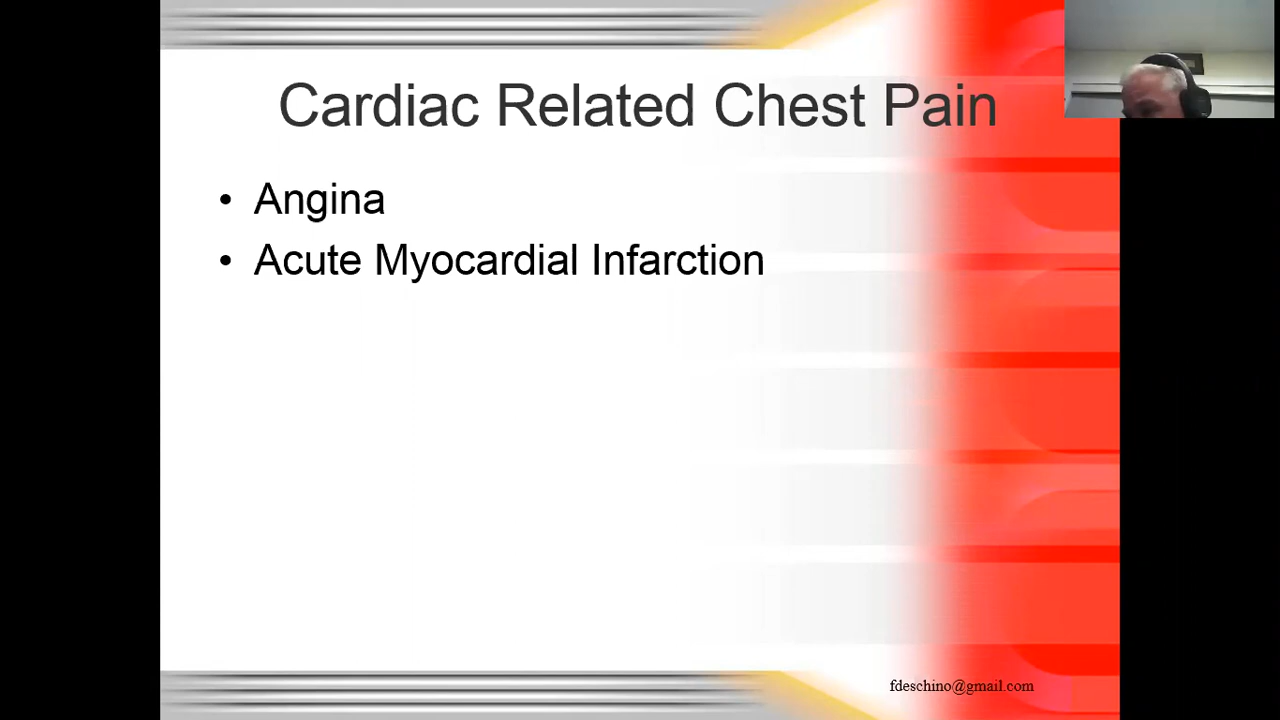 Cardiac Related Chest Pain
• Angina
• Acute Myocardial Infarction
fdeschino@gmail.com